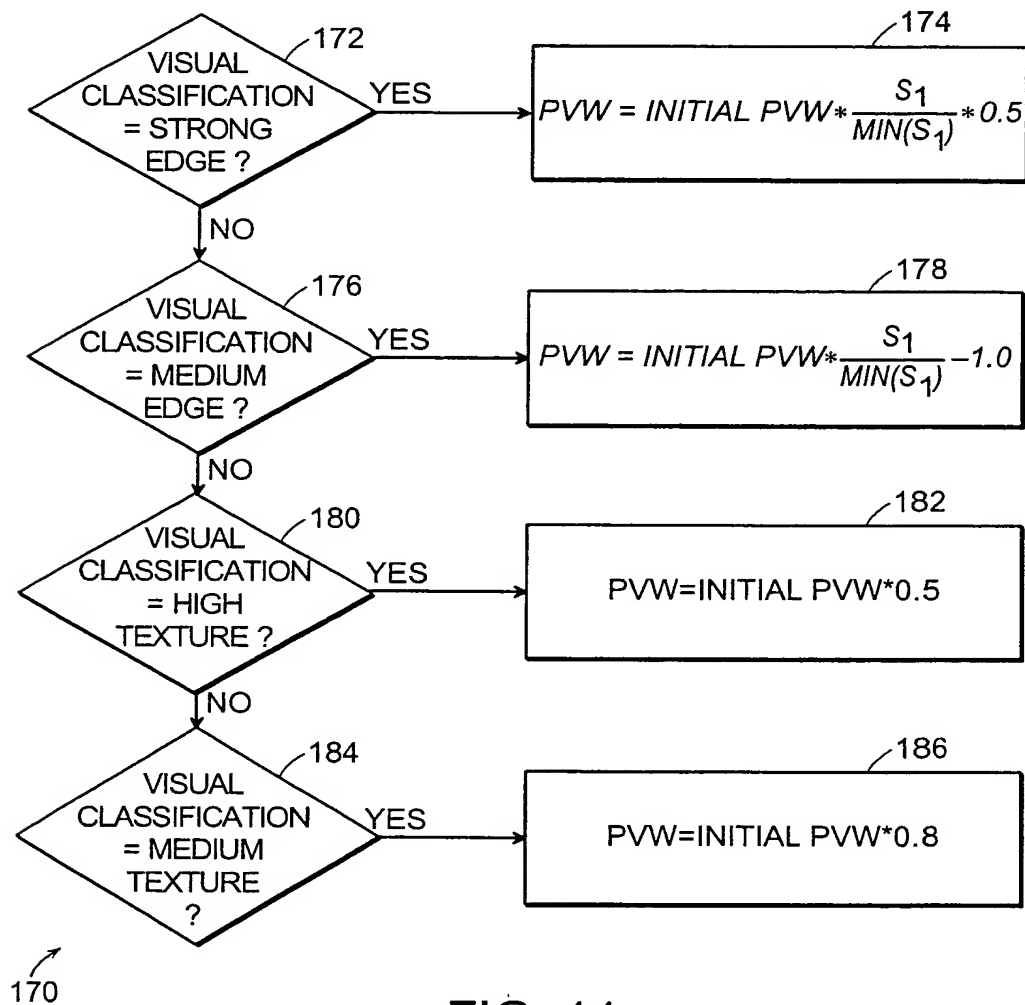 172
VISUAL
CLASSIFICATION
= STRONG
EDGE ?
YES
174
PVW = INITIAL PVW* S1/MIN(S1) *0.5
NO
176
VISUAL
CLASSIFICATION
= MEDIUM
EDGE ?
YES
178
PVW = INITIAL PVW* S1/MIN(S1) -1.0
NO
180
VISUAL
CLASSIFICATION
= HIGH
TEXTURE ?
YES
182
PVW=INITIAL PVW*0.5
NO
184
VISUAL
CLASSIFICATION
= MEDIUM
TEXTURE
?
YES
186
PVW=INITIAL PVW*0.8
170